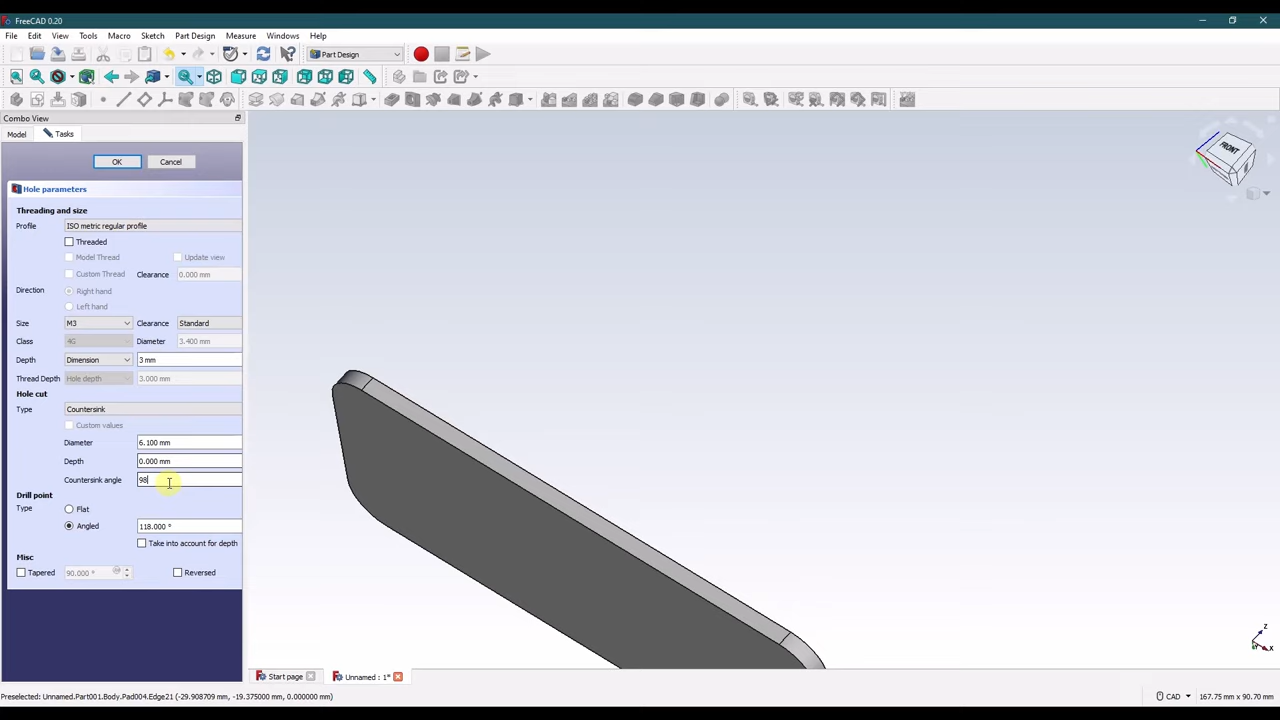 FreeCAD 0.20
File Edit View Tools Macro Sketch Part Design Measure Windows Help
Part Design
Combo View
Model Tasks
OK Cancel
Hole parameters
Threading and size
Profile ISO metric regular profile
Threaded
Model Thread Update view
Custom Thread Clearance 0.000 mm
Direction Right hand
Left hand
Size M3 Clearance Standard
Class 4G Diameter 3.400 mm
Depth Dimension 3 mm
Thread Depth Hole depth 3.000 mm
Hole cut
Type Countersink
Custom values
Diameter 6.100 mm
Depth 0.000 mm
Countersink angle 98
Drill point
Type Flat
Angled 118.000 °
Take into account for depth
Misc
Tapered 90.000 ° Reversed
FRONT
Z
X
Start page Unnamed : 1*
Preselected: Unnamed.Part001.Body.Pad004.Edge21 (-29.908709 mm, -19.375000 mm, 0.000000 mm) CAD 167.75 mm x 90.70 mm